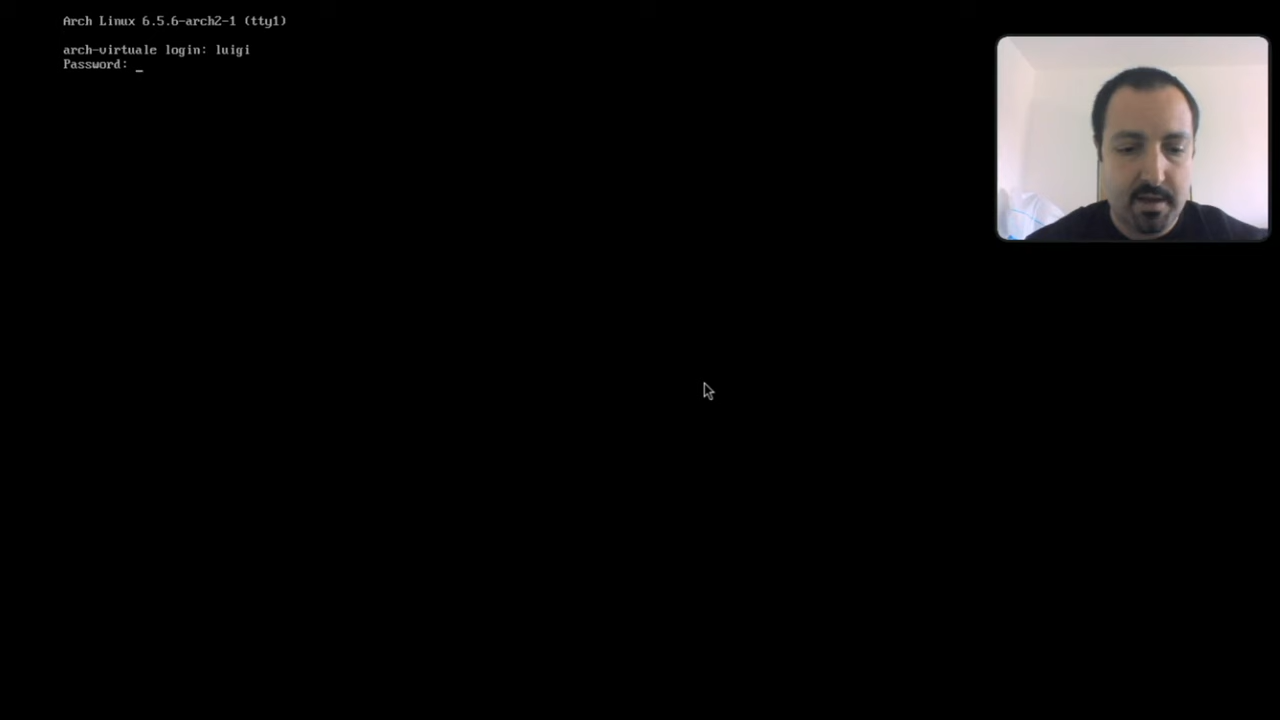 Arch Linux 6.5.6-arch2-1 (tty1)
arch-virtuale login: luigi
Password: _